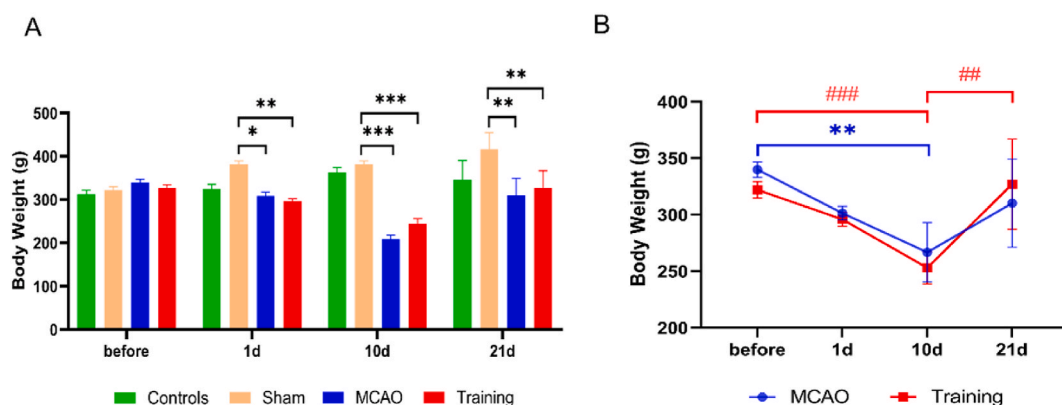 A
Body Weight (g)
500
400
300
200
100
0
**
*
***
***
**
**
before 1d 10d 21d
Controls Sham MCAO Training
B
Body Weight (g)
400
350
300
250
200
###
##
**
before 1d 10d 21d
MCAO Training